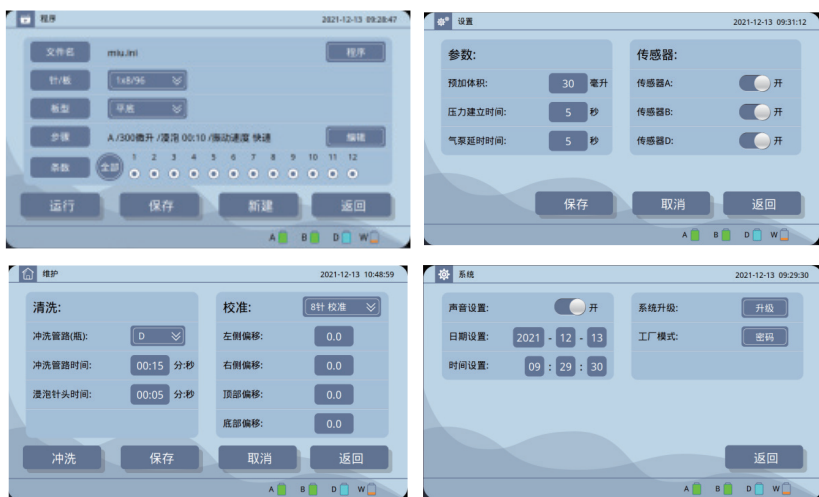 程序 2021-12-13 09:28:47
文件名 miu.ini 程序
针/板 1x8/96
板型 平底
步骤 A /300微升 /浸泡 00:10 /振动速度 快速 编辑
条数 全部 1 2 3 4 5 6 7 8 9 10 11 12
运行 保存 新建 返回
A B D W
设置 2021-12-13 09:31:12
参数: 传感器:
预加体积: 30 毫升 传感器A: 开
压力建立时间: 5 秒 传感器B: 开
气泵延时时间: 5 秒 传感器D: 开
保存 取消 返回
A B D W
维护 2021-12-13 10:48:59
清洗: 校准: 8针 校准
冲洗管路(瓶): D 左侧偏移: 0.0
冲洗管路时间: 00:15 分:秒 右侧偏移: 0.0
浸泡针头时间: 00:05 分:秒 顶部偏移: 0.0
底部偏移: 0.0
冲洗 保存 取消 返回
A B D W
系统 2021-12-13 09:29:30
声音设置: 开 系统升级: 升级
日期设置: 2021 - 12 - 13 工厂模式: 密码
时间设置: 09 : 29 : 30
返回
A B D W